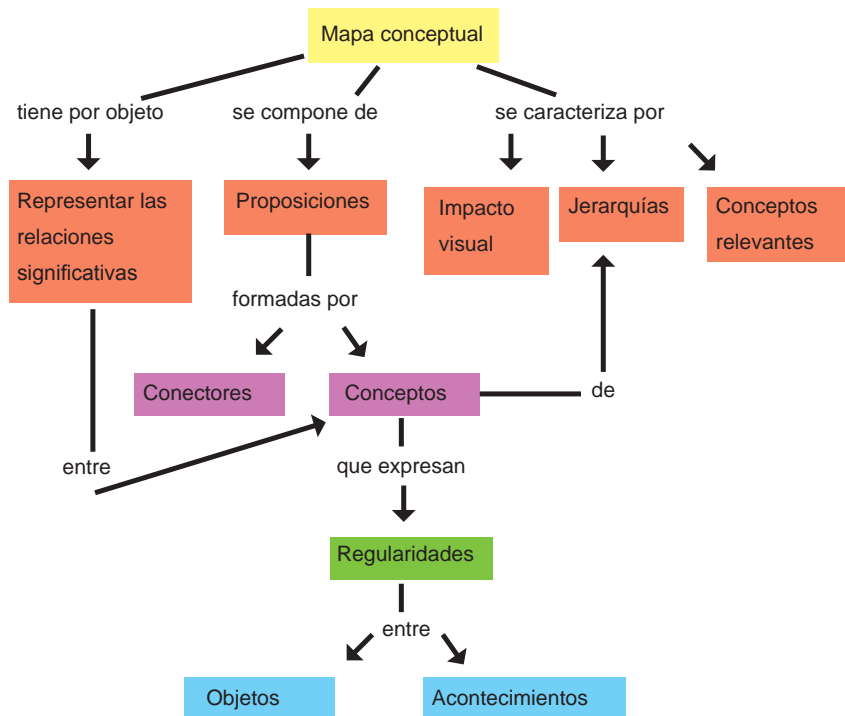 Mapa conceptual
tiene por objeto
se compone de
se caracteriza por
Representar las
relaciones
significativas
Proposiciones
Impacto
visual
Jerarquías
Conceptos
relevantes
formadas por
Conectores
Conceptos
de
entre
que expresan
Regularidades
entre
Objetos
Acontecimientos